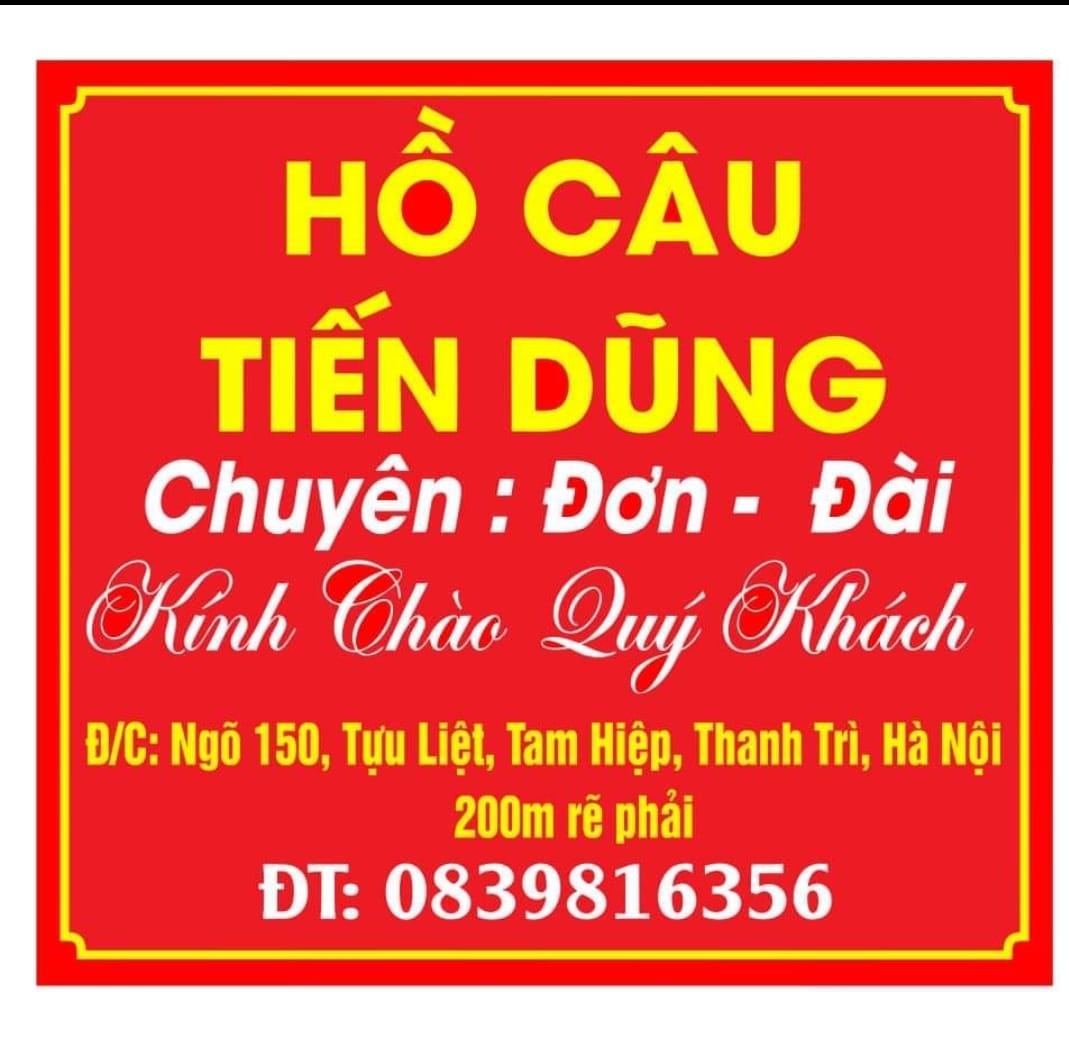 HỒ CÂU
TIẾN DŨNG
Chuyên : Đơn - Đài
Kính Chào Quý Khách
Đ/C: Ngõ 150, Tựu Liệt, Tam Hiệp, Thanh Trì, Hà Nội
200m rẽ phải
ĐT: 0839816356